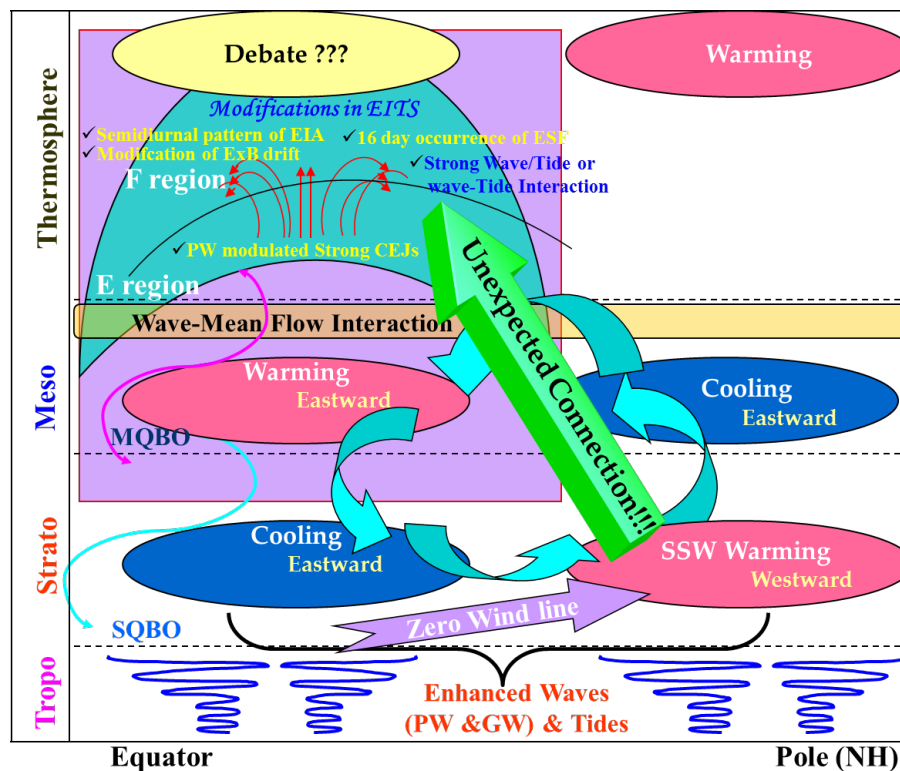 Thermosphere
Debate ???
Warming
Modifications in EITS
✓Semidiurnal pattern of EIA
✓16 day occurrence of ESF
✓Modifcation of ExB drift
✓Strong Wave/Tide or
wave-Tide Interaction
F region
✓PW modulated Strong CEJs
E region
Wave-Mean Flow Interaction
Unexpected Connection!!!
Meso
Warming
Eastward
Cooling
Eastward
MQBO
Strato
Cooling
Eastward
SSW Warming
Westward
Zero Wind line
SQBO
Tropo
Enhanced Waves
(PW &GW) & Tides
Equator
Pole (NH)